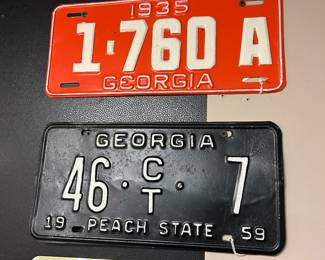 1935
1-760 A
GEORGIA
GEORGIA
46 · C T · 7
19 PEACH STATE 59